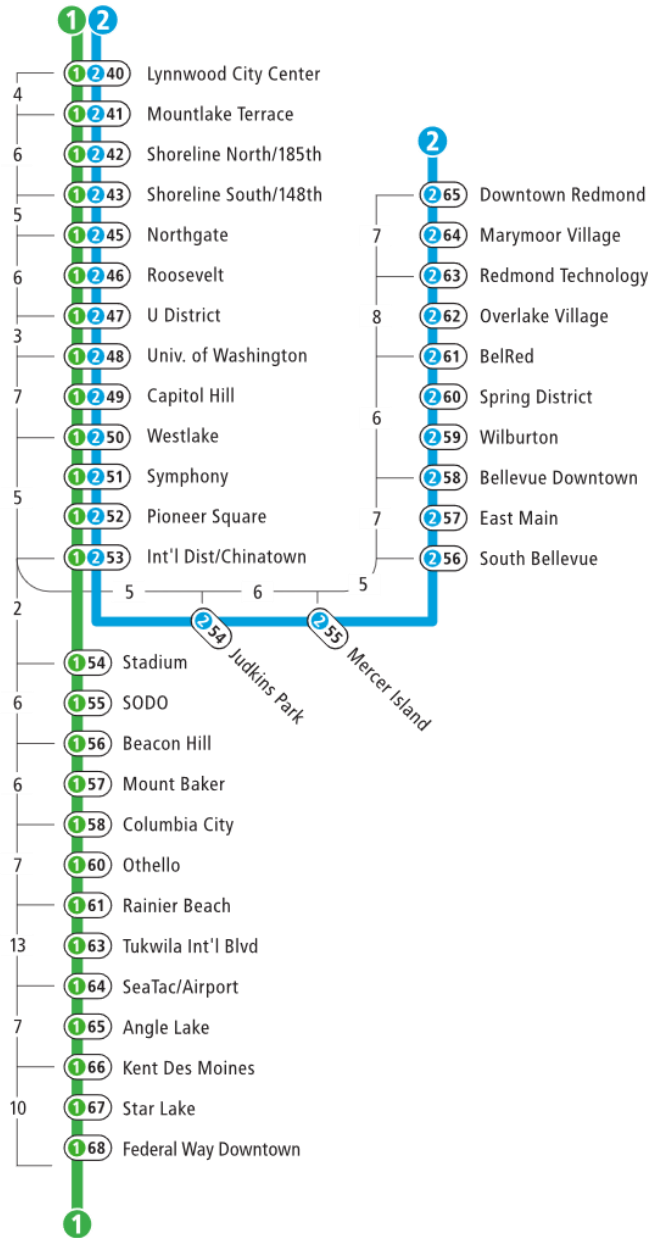 1 2
1 2 40 Lynnwood City Center
4
1 2 41 Mountlake Terrace
6
1 2 42 Shoreline North/185th
1 2 43 Shoreline South/148th
5
1 2 45 Northgate
6
1 2 46 Roosevelt
1 2 47 U District
3
1 2 48 Univ. of Washington
7
1 2 49 Capitol Hill
1 2 50 Westlake
1 2 51 Symphony
5
1 2 52 Pioneer Square
1 2 53 Int'l Dist/Chinatown
2
2 65 Downtown Redmond
7
2 64 Marymoor Village
2 63 Redmond Technology
8
2 62 Overlake Village
2 61 BelRed
2 60 Spring District
6
2 59 Wilburton
2 58 Bellevue Downtown
7
2 57 East Main
2 56 South Bellevue
5 6 5
2 54 Judkins Park
2 55 Mercer Island
2
1 54 Stadium
6
1 55 SODO
1 56 Beacon Hill
6
1 57 Mount Baker
1 58 Columbia City
7
1 60 Othello
1 61 Rainier Beach
13
1 63 Tukwila Int'l Blvd
1 64 SeaTac/Airport
7
1 65 Angle Lake
1 66 Kent Des Moines
10
1 67 Star Lake
1 68 Federal Way Downtown
1